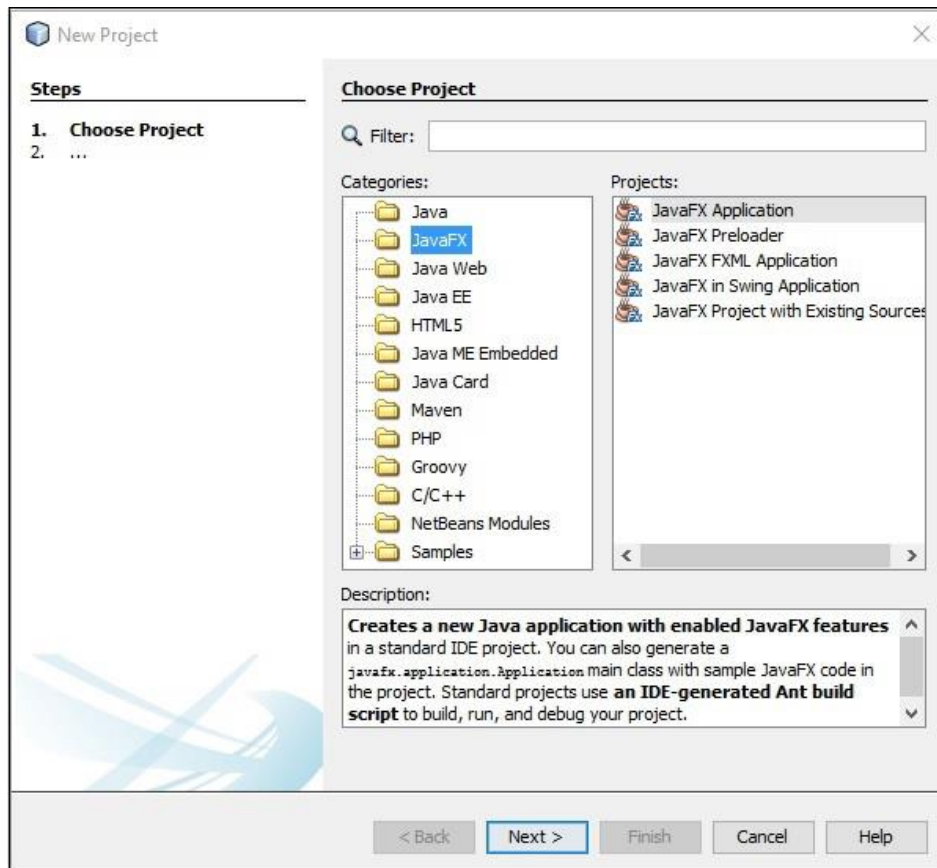 New Project
Steps
1. Choose Project
2. ...
Choose Project
Filter:
Categories:
Java
JavaFX
Java Web
Java EE
HTML5
Java ME Embedded
Java Card
Maven
PHP
Groovy
C/C++
NetBeans Modules
Samples
Projects:
JavaFX Application
JavaFX Preloader
JavaFX FXML Application
JavaFX in Swing Application
JavaFX Project with Existing Sources
Description:
Creates a new Java application with enabled JavaFX features
in a standard IDE project. You can also generate a
javafx.application.Application main class with sample JavaFX code in
the project. Standard projects use an IDE-generated Ant build
script to build, run, and debug your project.
< Back Next > Finish Cancel Help